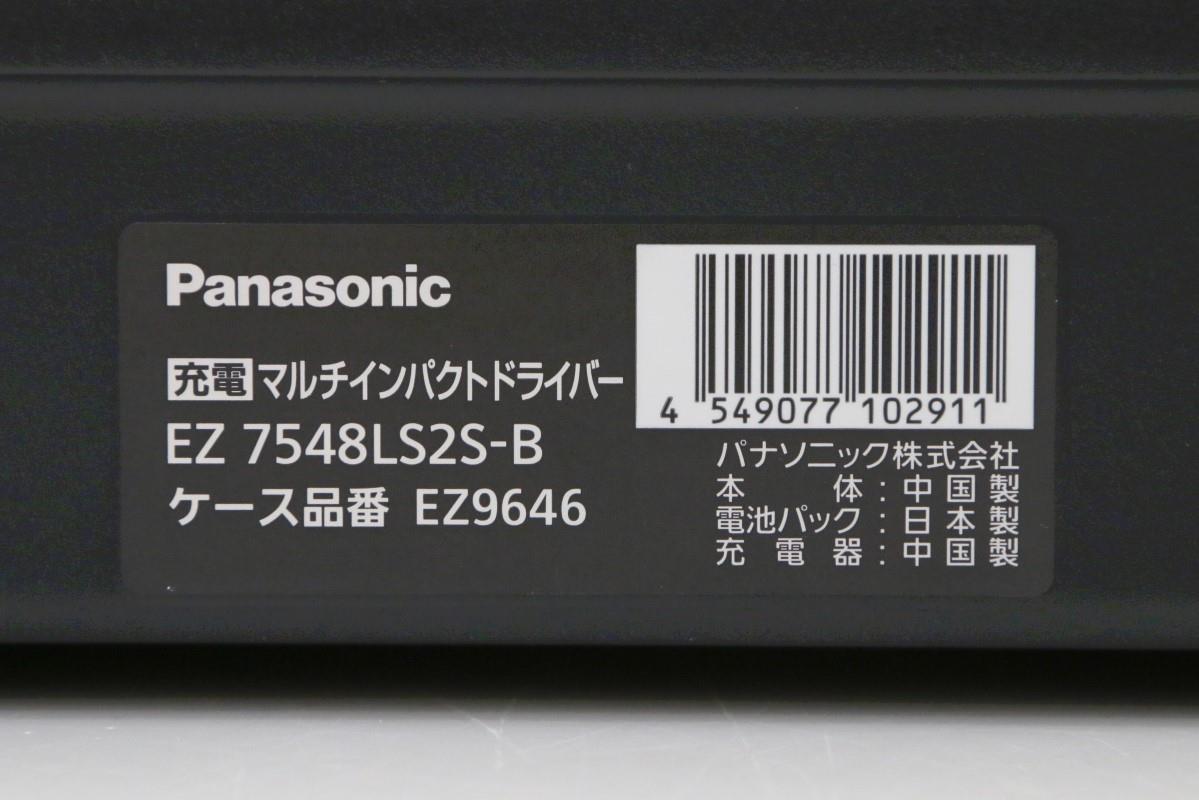 Panasonic
充電マルチインパクトドライバー
EZ 7548LS2S-B
ケース品番 EZ9646
4 549077 102911
パナソニック株式会社
本体:中国製
電池パック:日本製
充電器:中国製